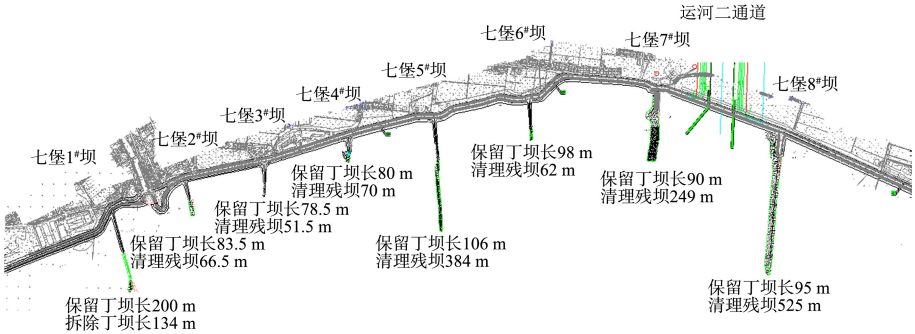 运河二通道
七堡6#坝
七堡7#坝
七堡5#坝
七堡8#坝
七堡4#坝
七堡3#坝
七堡2#坝
七堡1#坝
保留丁坝长98 m
清理残坝62 m
保留丁坝长80 m
清理残坝70 m
保留丁坝长90 m
清理残坝249 m
保留丁坝长78.5 m
清理残坝51.5 m
保留丁坝长83.5 m
清理残坝66.5 m
保留丁坝长106 m
清理残坝384 m
保留丁坝长95 m
清理残坝525 m
保留丁坝长200 m
拆除丁坝长134 m